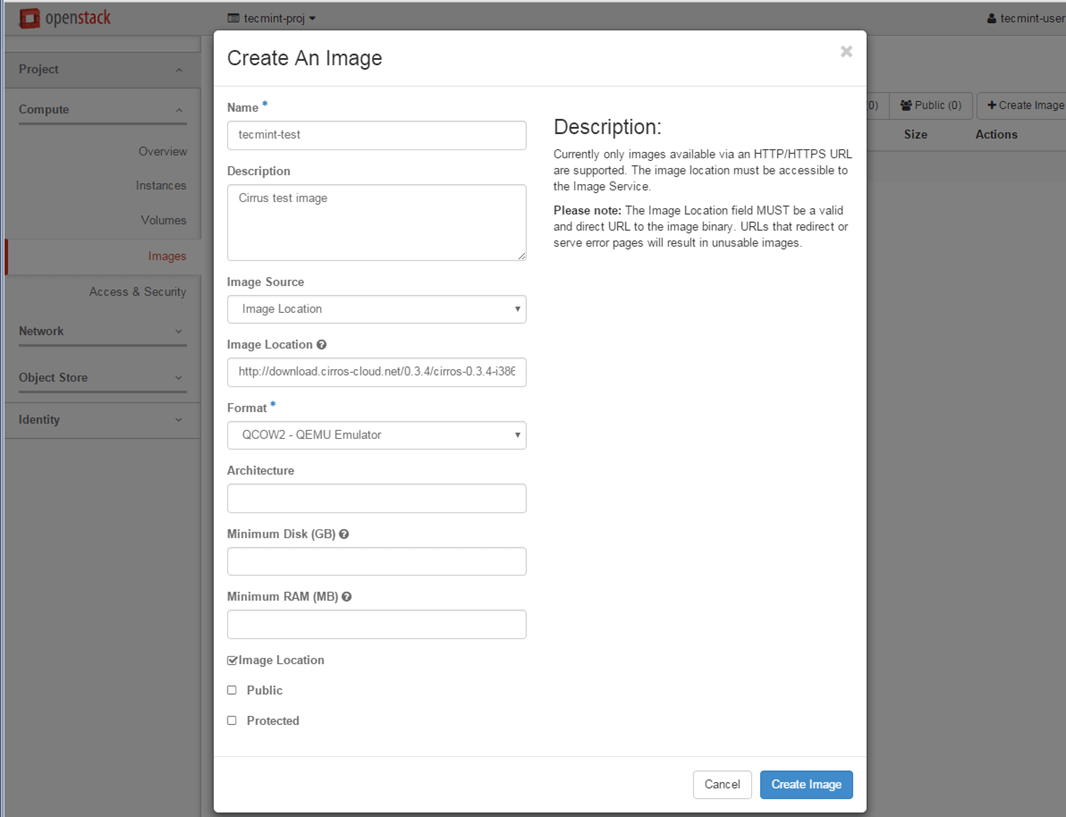 openstack
tecmint-proj
tecmint-user
Project
Compute
Overview
Instances
Volumes
Images
Access & Security
Network
Object Store
Identity
0)
Public (0)
Create Image
Size
Actions
Create An Image
Name *
tecmint-test
Description
Cirrus test image
Image Source
Image Location
Image Location
http://download.cirros-cloud.net/0.3.4/cirros-0.3.4-i386
Format *
QCOW2 - QEMU Emulator
Architecture
Minimum Disk (GB)
Minimum RAM (MB)
Image Location
Public
Protected
Description:
Currently only images available via an HTTP/HTTPS URL
are supported. The image location must be accessible to
the Image Service.
Please note: The Image Location field MUST be a valid
and direct URL to the image binary. URLs that redirect or
serve error pages will result in unusable images.
Cancel
Create Image